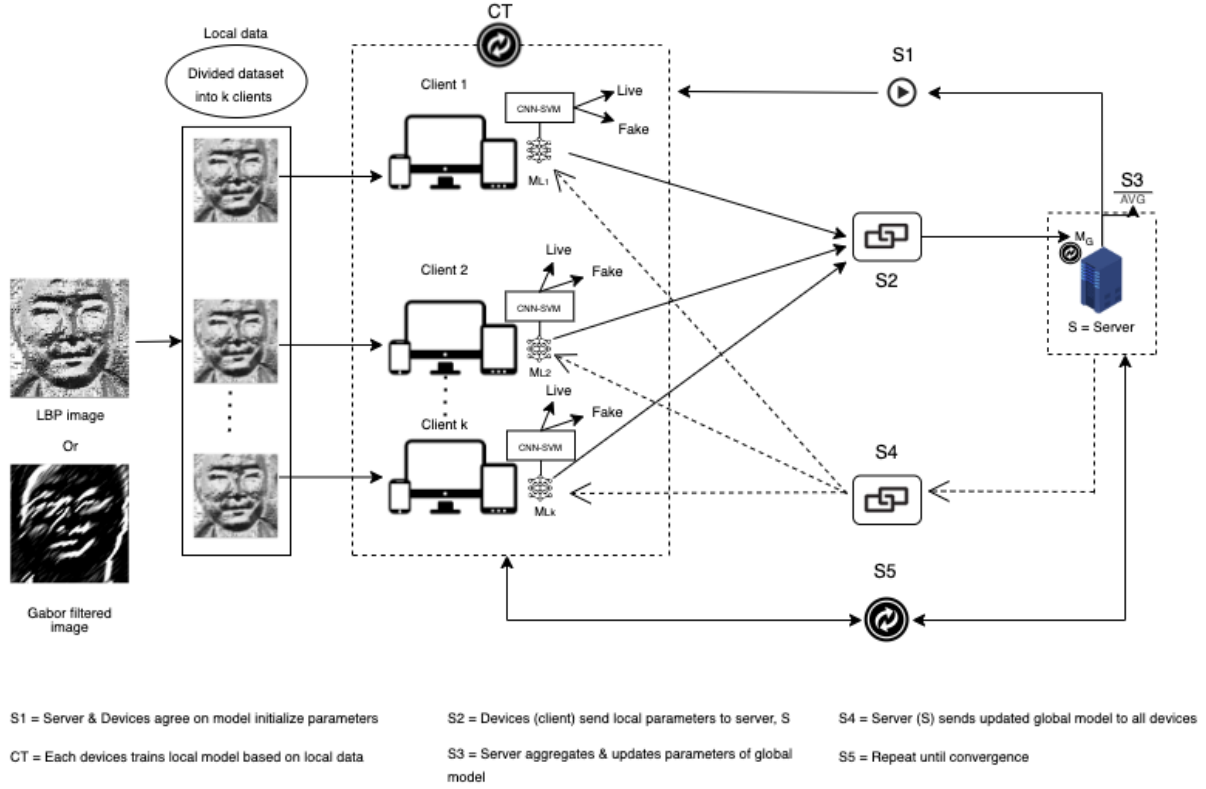 CT
Local data
Divided dataset
into k clients
S1
Client 1
Live
CNN-SVM
Fake
ML1
S3
AVG
MG
S2
S = Server
Client 2
Live
Fake
CNN-SVM
ML2
Live
Client k
Fake
CNN-SVM
MLk
S4
LBP image
Or
Gabor filtered
image
S5
S1 = Server & Devices agree on model initialize parameters
CT = Each devices trains local model based on local data
S2 = Devices (client) send local parameters to server, S
S3 = Server aggregates & updates parameters of global
model
S4 = Server (S) sends updated global model to all devices
S5 = Repeat until convergence